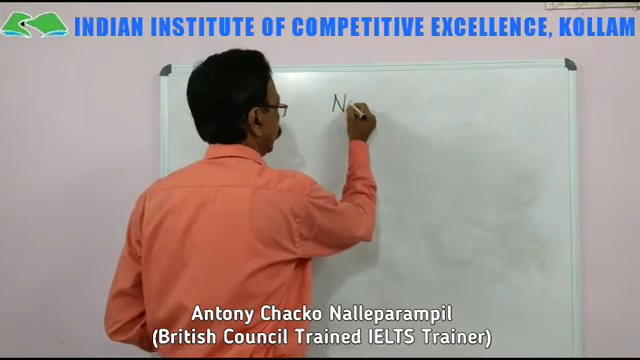 INDIAN INSTITUTE OF COMPETITIVE EXCELLENCE, KOLLAM
N
Antony Chacko Nalleparampil
(British Council Trained IELTS Trainer)